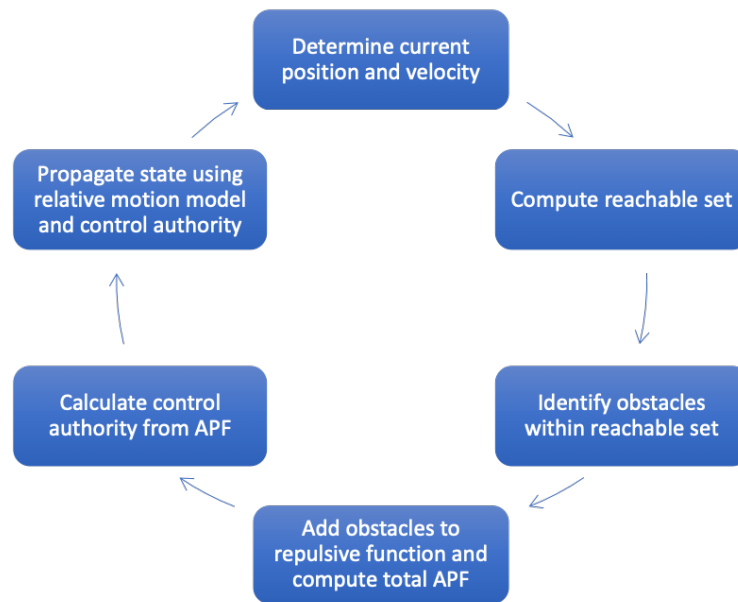 Determine current
position and velocity
Compute reachable set
Identify obstacles
within reachable set
Add obstacles to
repulsive function and
compute total APF
Calculate control
authority from APF
Propagate state using
relative motion model
and control authority